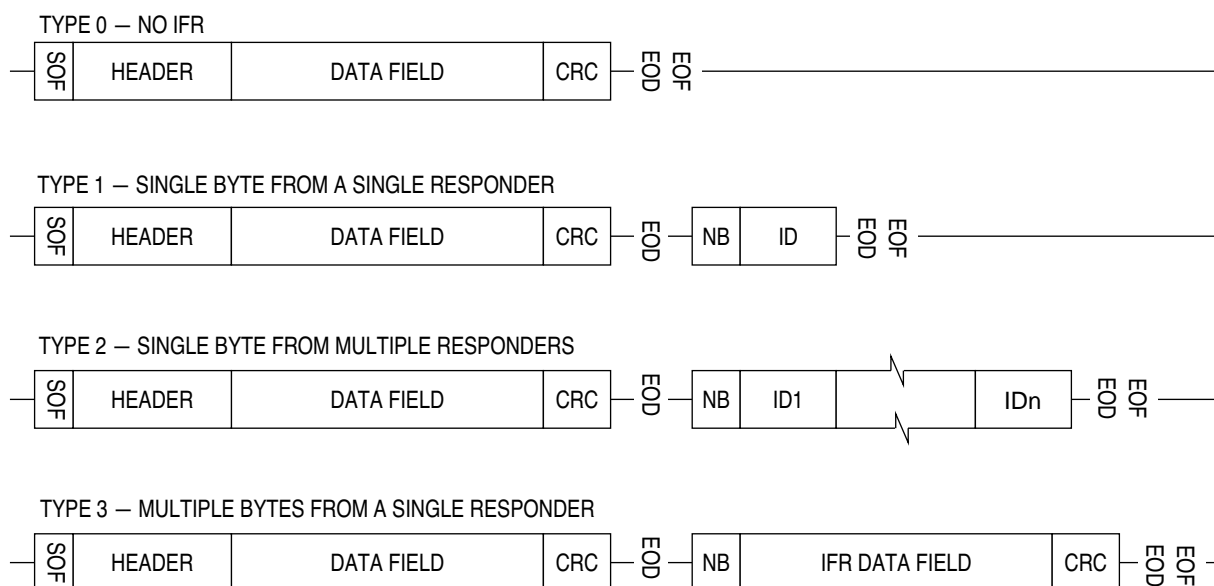 TYPE 0 — NO IFR
SOF HEADER DATA FIELD CRC EOD EOF
TYPE 1 — SINGLE BYTE FROM A SINGLE RESPONDER
SOF HEADER DATA FIELD CRC EOD NB ID EOD EOF
TYPE 2 — SINGLE BYTE FROM MULTIPLE RESPONDERS
SOF HEADER DATA FIELD CRC EOD NB ID1 IDn EOD EOF
TYPE 3 — MULTIPLE BYTES FROM A SINGLE RESPONDER
SOF HEADER DATA FIELD CRC EOD NB IFR DATA FIELD CRC EOD EOF